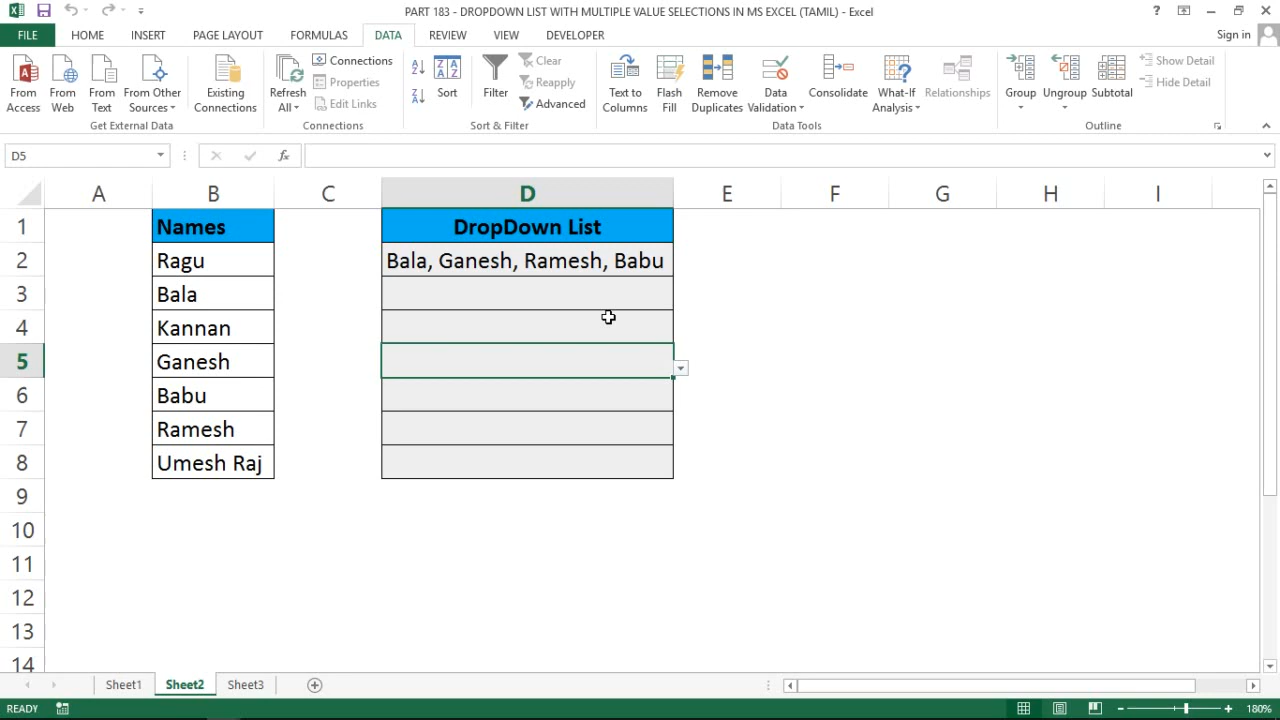 PART 183 - DROPDOWN LIST WITH MULTIPLE VALUE SELECTIONS IN MS EXCEL (TAMIL) - Excel
?
FILE HOME INSERT PAGE LAYOUT FORMULAS DATA REVIEW VIEW DEVELOPER Sign in
From Access
From Web
From Text
From Other Sources
Existing Connections
Get External Data
Refresh All
Connections
Properties
Edit Links
Connections
Sort
Filter
Clear
Reapply
Advanced
Sort & Filter
Text to Columns
Flash Fill
Remove Duplicates
Data Validation
Consolidate
What-If Analysis
Relationships
Data Tools
Group
Ungroup
Subtotal
Show Detail
Hide Detail
Outline
D5 fx
A B C D E F G H I
1 Names DropDown List
2 Ragu Bala, Ganesh, Ramesh, Babu
3 Bala
4 Kannan
5 Ganesh
6 Babu
7 Ramesh
8 Umesh Raj
9
10
11
12
13
14
Sheet1 Sheet2 Sheet3
READY 180%